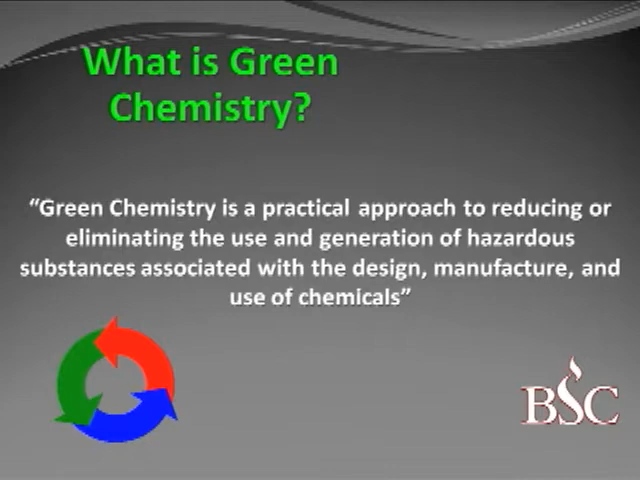 What is Green
Chemistry?
“Green Chemistry is a practical approach to reducing or
eliminating the use and generation of hazardous
substances associated with the design, manufacture, and
use of chemicals”
BSC